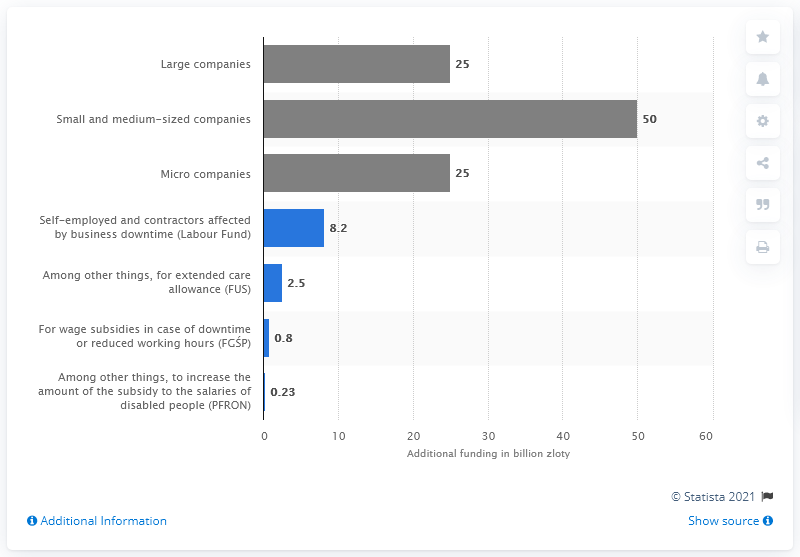 Large companies
25
Small and medium-sized companies
50
Micro companies
25
Self-employed and contractors affected
by business downtime (Labour Fund)
8.2
Among other things, for extended care
allowance (FUS)
2.5
For wage subsidies in case of downtime
or reduced working hours (FGŚP)
0.8
Among other things, to increase the
amount of the subsidy to the salaries of
disabled people (PFRON)
0.23
0 10 20 30 40 50 60
Additional funding in billion zloty
© Statista 2021
Additional Information
Show source